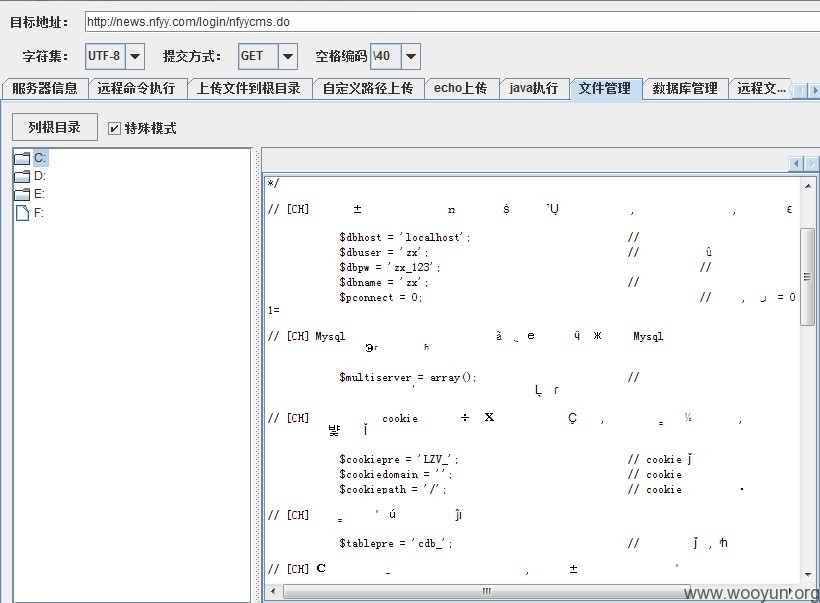 目标地址： http://news.nfyy.com/login/nfyycms.do
字符集： UTF-8 提交方式： GET 空格编码 \40
服务器信息 远程命令执行 上传文件到根目录 自定义路径上传 echo上传 java执行 文件管理 数据库管理 远程文...
列根目录 特殊模式
C:
D:
E:
F:
*/
// [CH]
$dbhost = 'localhost'; //
$dbuser = 'zx'; //
$dbpw = 'zx_123'; //
$dbname = 'zx'; //
$pconnect = 0; // , = 0
1=
// [CH] Mysql Mysql
$multiserver = array(); //
// [CH] cookie
$cookiepre = 'LZV_'; // cookie
$cookiedomain = ''; // cookie
$cookiepath = '/'; // cookie
// [CH]
$tablepre = 'cdb_'; //
// [CH]
www.wooyun.org